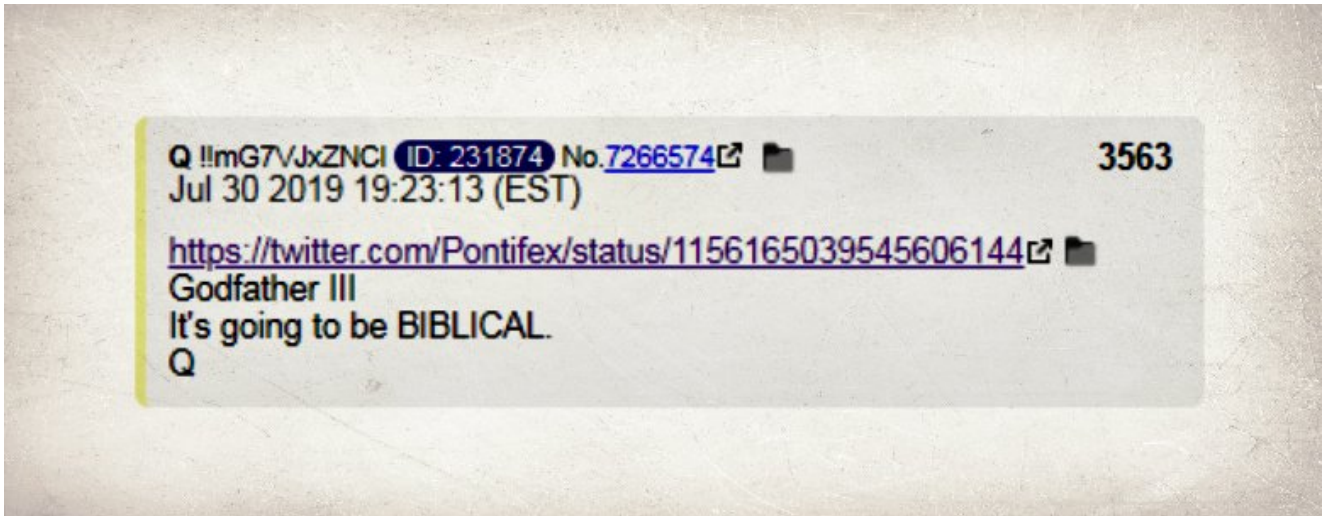 Q !!mG7VJxZNCI ID: 231874 No.7266574 3563
Jul 30 2019 19:23:13 (EST)
https://twitter.com/Pontifex/status/1156165039545606144
Godfather III
It's going to be BIBLICAL.
Q